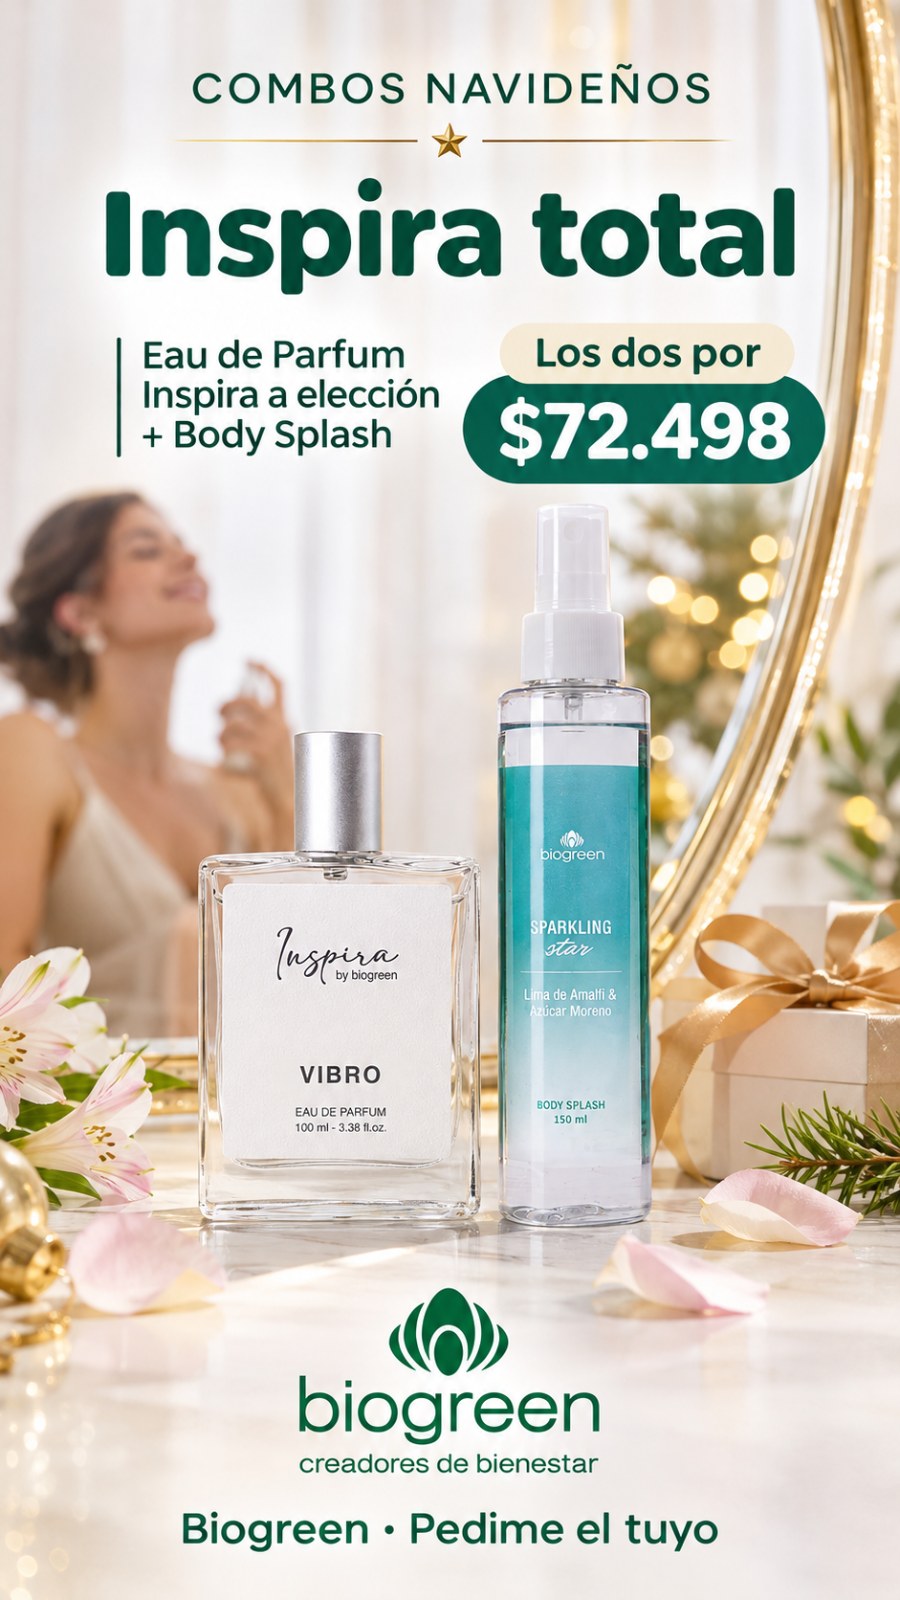 COMBOS NAVIDEÑOS
Inspira total
Eau de Parfum
Inspira a elección
+ Body Splash
Los dos por
$72.498
Inspira
by biogreen
VIBRO
EAU DE PARFUM
100 ml - 3.38 fl.oz.
biogreen
SPARKLING
star
Lima de Amalfi &
Azúcar Moreno
BODY SPLASH
150 ml
biogreen
creadores de bienestar
Biogreen • Pedime el tuyo